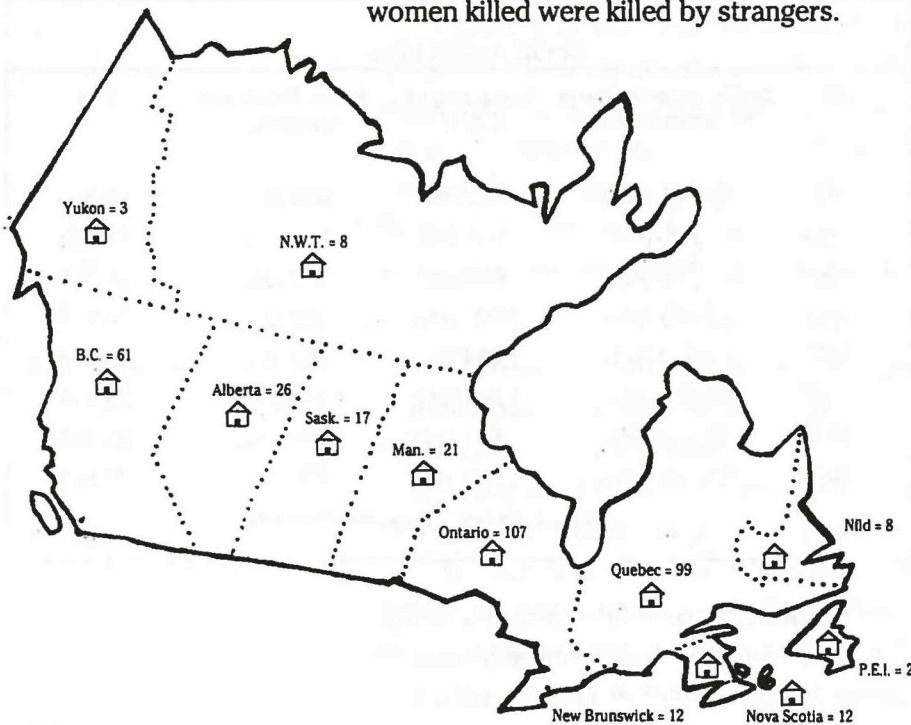 women killed were killed by strangers.
Yukon = 3
N.W.T. = 8
B.C. = 61
Alberta = 26
Sask. = 17
Man. = 21
Ontario = 107
Quebec = 99
Nfld = 8
P.E.I. = 2
New Brunswick = 12
Nova Scotia = 12